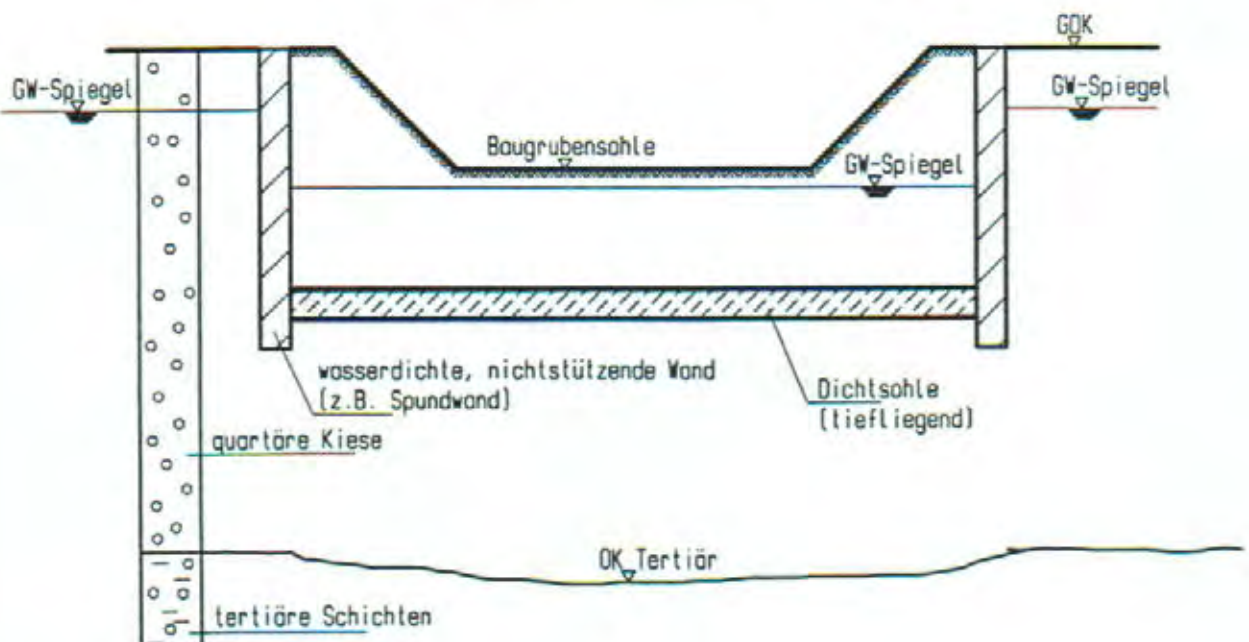 GOK
GW-Spiegel
GW-Spiegel
Baugrubensohle
GW-Spiegel
wasserdichte, nichtstützende Wand
(z.B. Spundwand)
Dichtsohle
(tiefliegend)
quartäre Kiese
OK Tertiär
tertiäre Schichten